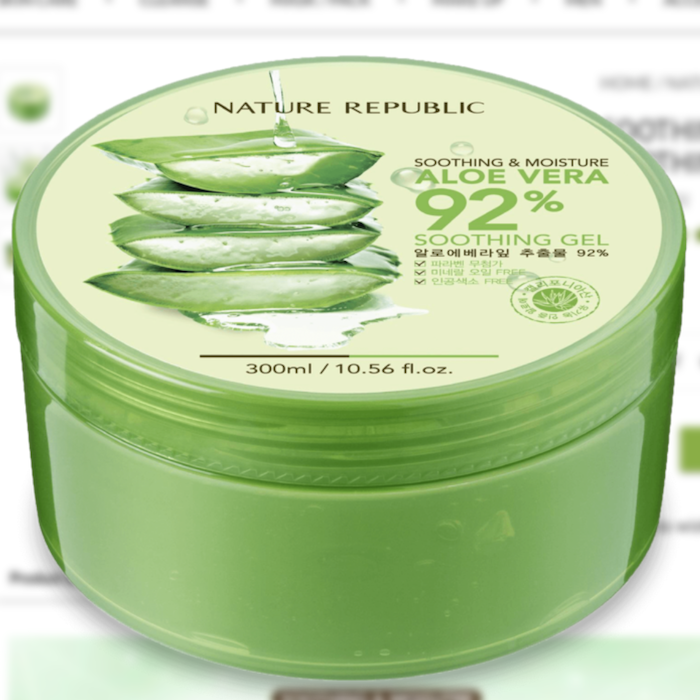 NATURE REPUBLIC
SOOTHING & MOISTURE
ALOE VERA
92%
SOOTHING GEL
알로에베라잎 추출물 92%
파라벤 무첨가
미네랄 오일 FREE
인공색소 FREE
300ml / 10.56 fl.oz.